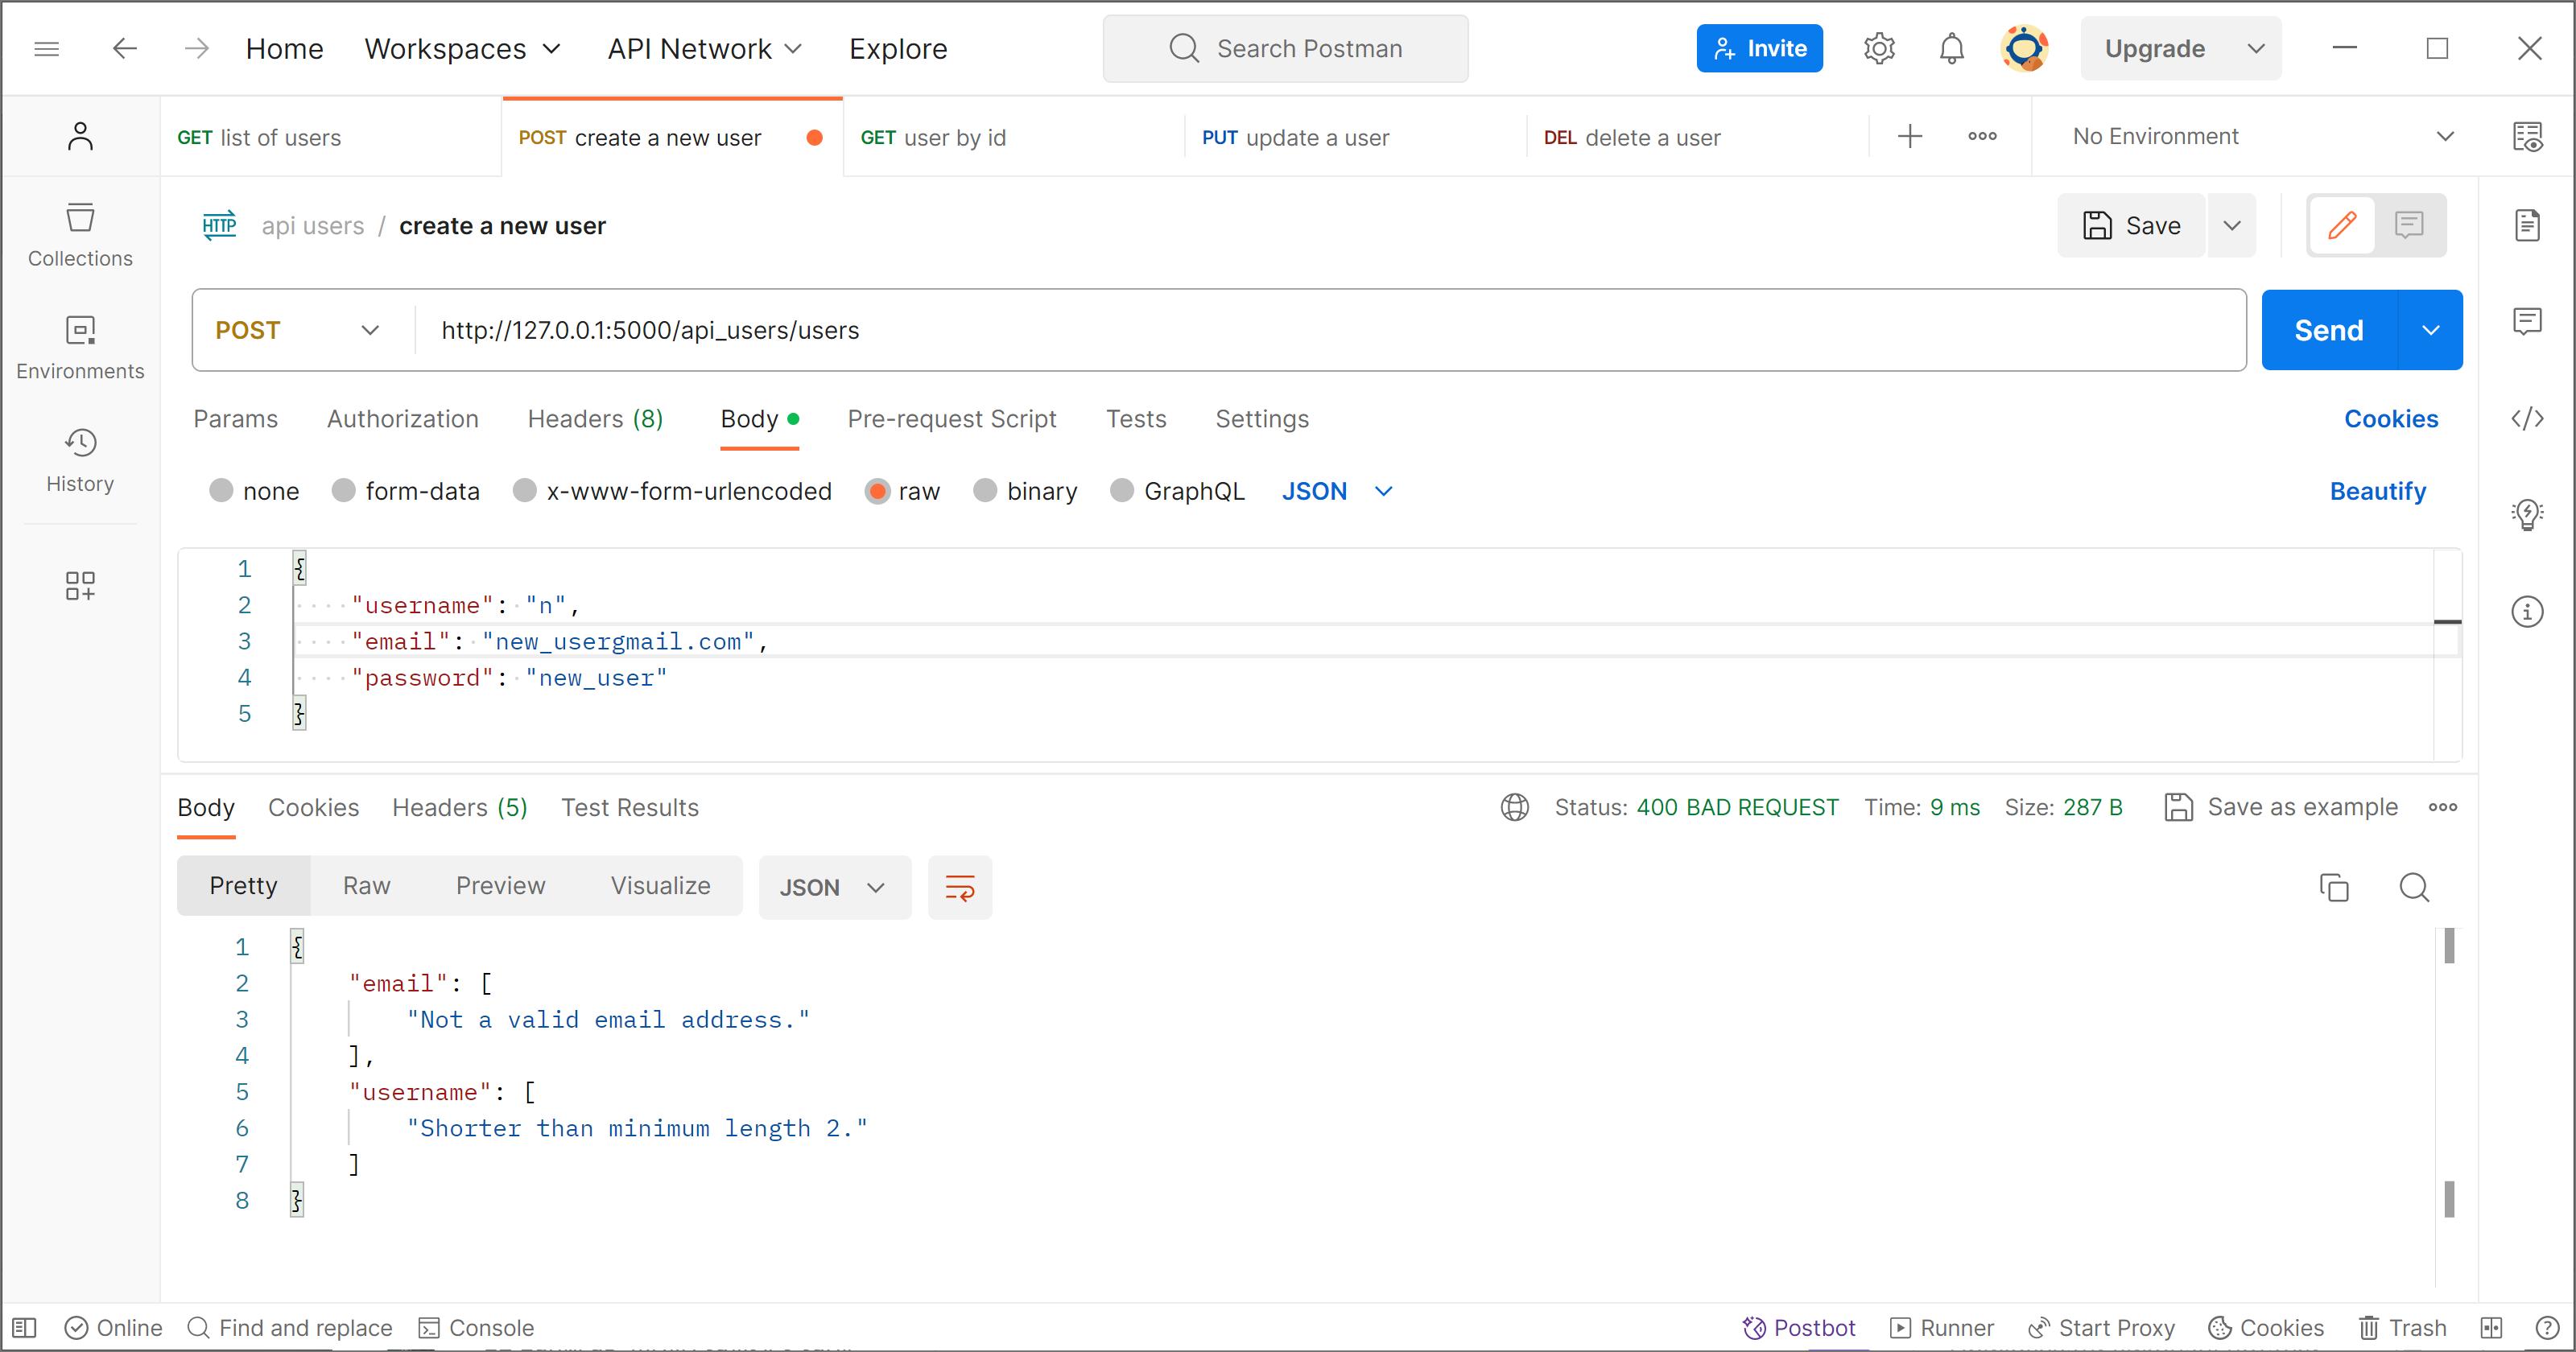 Home Workspaces API Network Explore Search Postman Invite Upgrade
GET list of users POST create a new user GET user by id PUT update a user DEL delete a user No Environment
HTTP api users / create a new user Save
Collections
Environments
History
POST http://127.0.0.1:5000/api_users/users Send
Params Authorization Headers (8) Body Pre-request Script Tests Settings Cookies
none form-data x-www-form-urlencoded raw binary GraphQL JSON Beautify
1 {
2 "username": "n",
3 "email": "new_usergmail.com",
4 "password": "new_user"
5 }
Body Cookies Headers (5) Test Results Status: 400 BAD REQUEST Time: 9 ms Size: 287 B Save as example
Pretty Raw Preview Visualize JSON
1 {
2 "email": [
3 "Not a valid email address."
4 ],
5 "username": [
6 "Shorter than minimum length 2."
7 ]
8 }
Online Find and replace Console Postbot Runner Start Proxy Cookies Trash